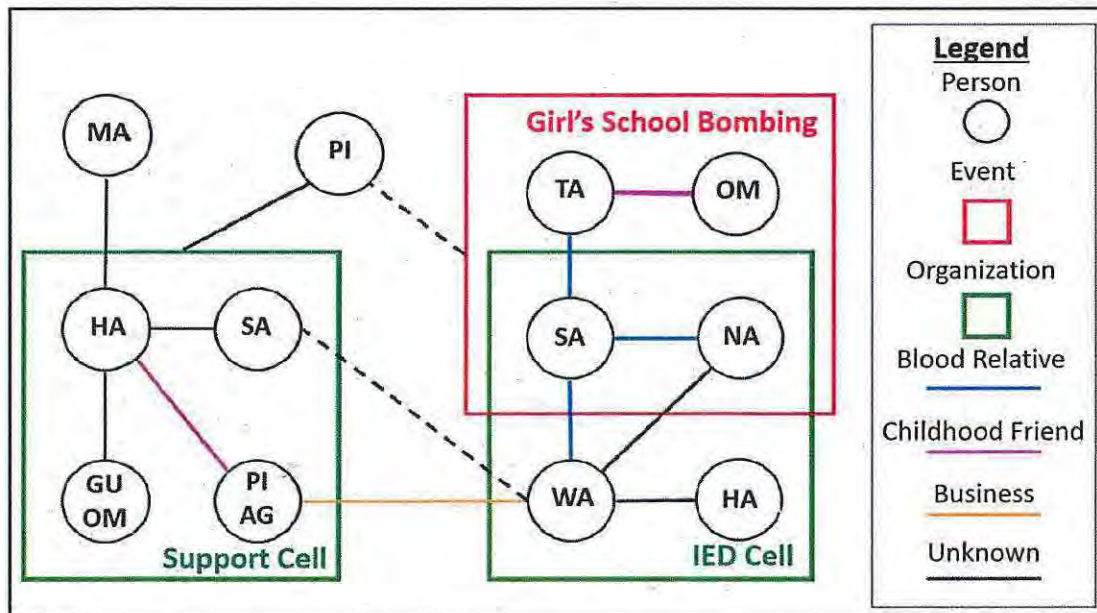 MA
PI
HA
SA
GU
OM
PI
AG
Support Cell
Girl's School Bombing
TA
OM
SA
NA
WA
HA
IED Cell
Legend
Person
Event
Organization
Blood Relative
Childhood Friend
Business
Unknown